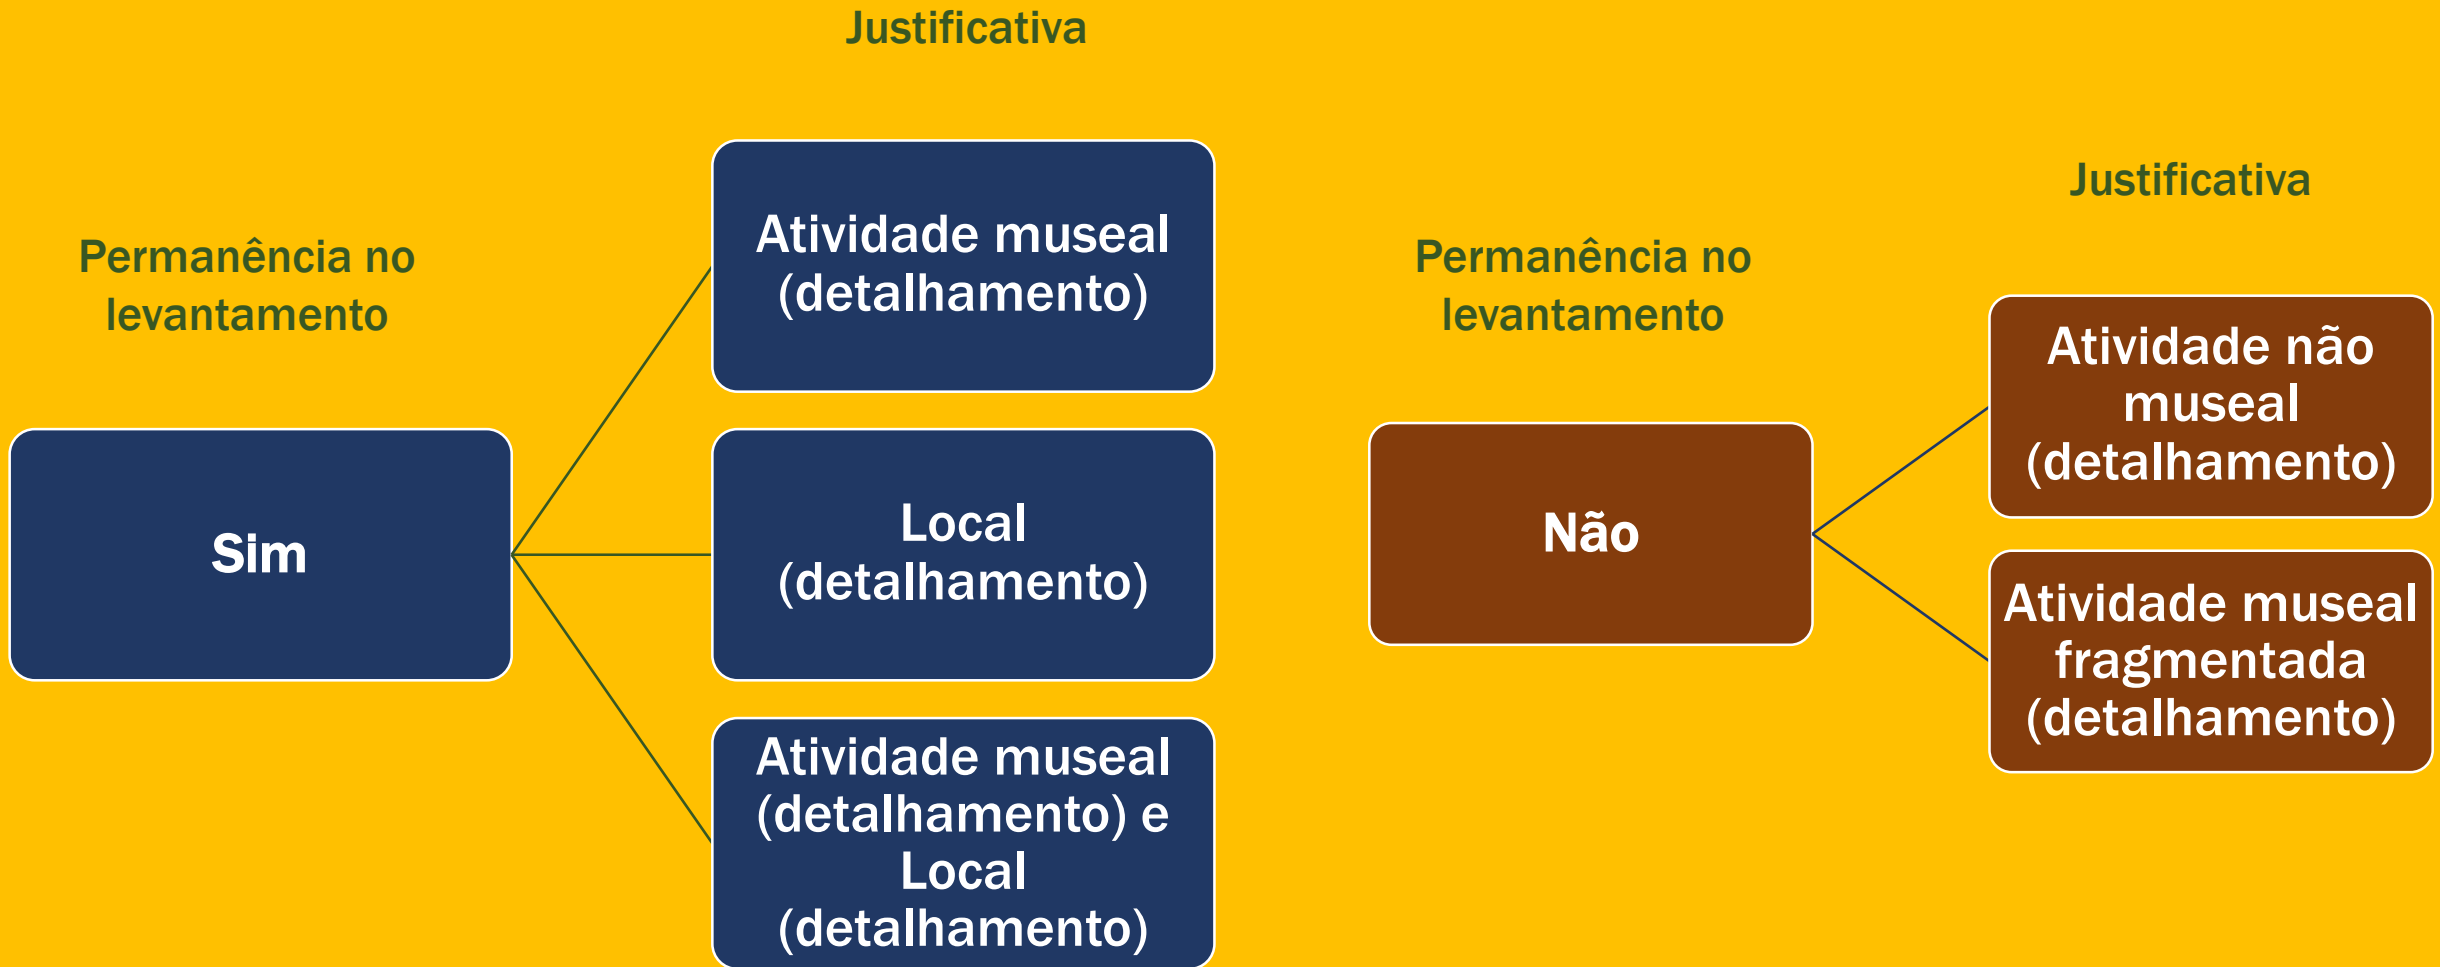 Justificativa
Permanência no
levantamento
Sim
Atividade museal
(detalhamento)
Local
(detalhamento)
Atividade museal
(detalhamento) e
Local
(detalhamento)
Justificativa
Permanência no
levantamento
Não
Atividade não
museal
(detalhamento)
Atividade museal
fragmentada
(detalhamento)